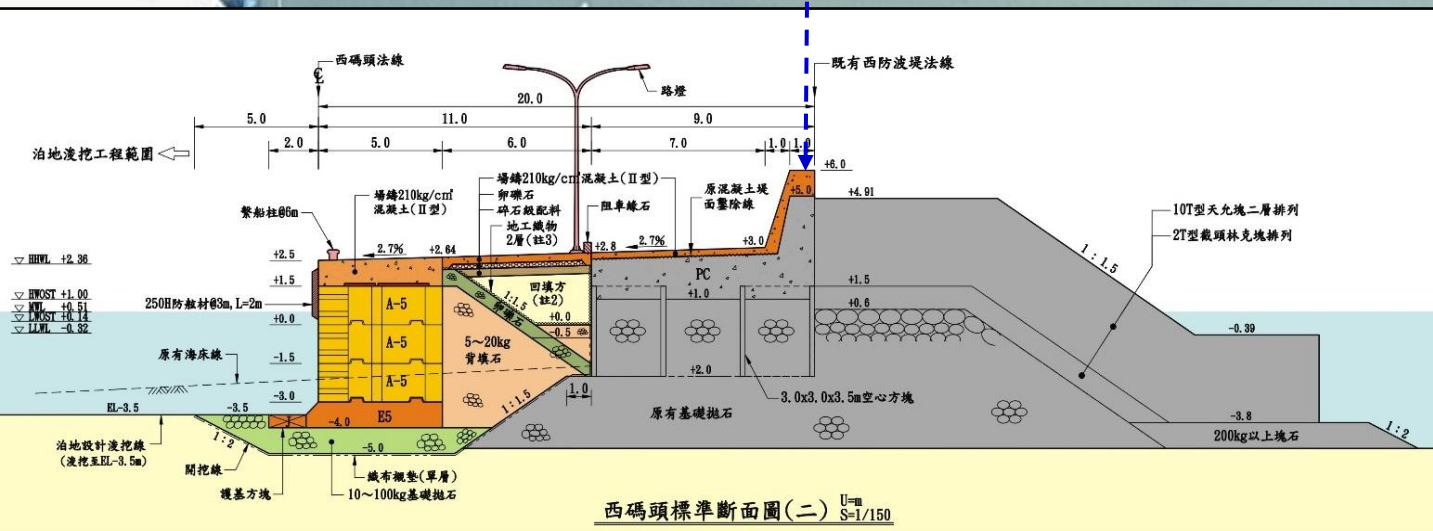 西碼頭法線
℄
既有西防波堤法線
路燈
20.0
5.0
11.0
9.0
泊地浚挖工程範圍
2.0
5.0
6.0
7.0
1.0
1.0
+6.0
場鑄210kg/c㎡混凝土(Ⅱ型)
卵礫石
碎石級配料
地工織物
2層(註3)
場鑄210kg/c㎡
混凝土(Ⅱ型)
阻車緣石
原混凝土堤
面鑿除線
+5.0
+4.91
10T型天允塊二層排列
2T型截頭林克塊排列
1:1.5
繫船柱@6m
2.7%
+2.64
+2.8
2.7%
+3.0
HHWL +2.36
+2.5
HWOST +1.00
MWL +0.51
LWOST +0.14
LLWL -0.32
+1.5
+0.0
-1.5
-3.0
250H防舷材@3m, L=2m
A-5
A-5
A-5
E5
1:1.5
卵礫石
回填方
(註2)
+0.0
-0.5
5～20kg
背填石
PC
+1.0
+1.5
+0.6
-0.39
原有海床線
1:1.5
1.0
+2.0
3.0x3.0x3.5m空心方塊
原有基礎拋石
EL-3.5
-3.5
-4.0
-5.0
-3.8
200kg以上塊石
1:2
泊地設計浚挖線
(浚挖至EL-3.5m)
1:2
開挖線
護基方塊
織布襯墊(單層)
10～100kg基礎拋石
西碼頭標準斷面圖(二) U=m
S=1/150